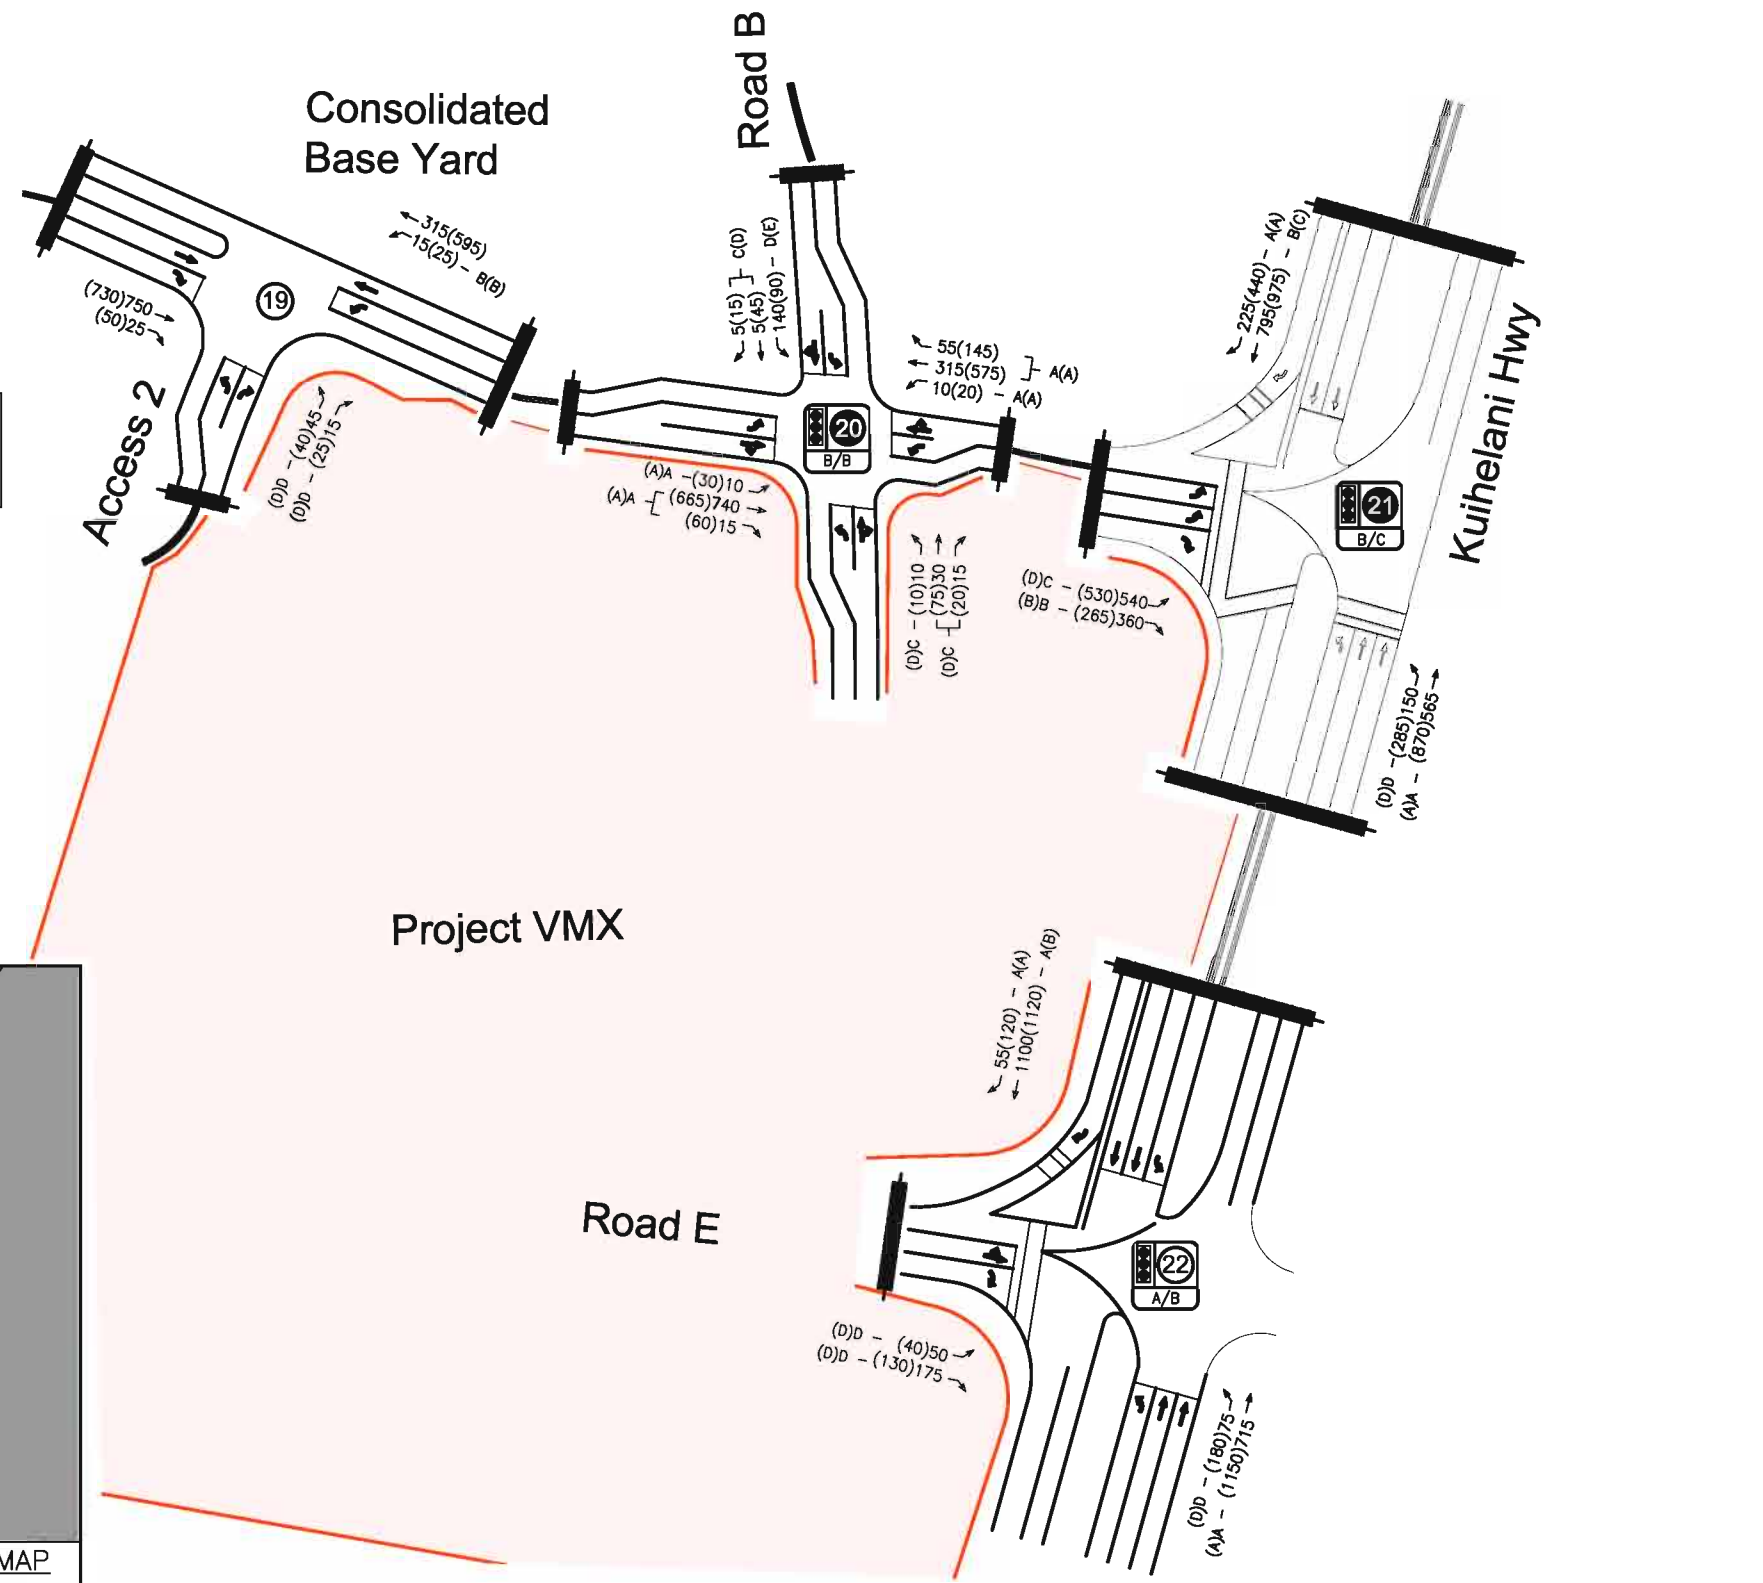 Road B
Consolidated
Base Yard
315(595)
15(25) - B(B)
(730)750
(50)25
19
Access 2
(D)D - (40)45
(D)D - (25)15
5(15)
C(D)
5(45)
140(90) - D(E)
55(145)
315(575)
A(A)
10(20) - A(A)
20
B/B
(A)A - (30)10
(A)A - (665)740
(60)15
(D)C - (10)10
(75)30
(D)C - (20)15
225(440) - A(A)
795(975) - B(C)
Kuihelani Hwy
21
B/C
(D)C - (530)540
(B)B - (265)360
(D)D - (285)150
(A)A - (870)565
Project VMX
55(120) - A(A)
1100(1120) - A(B)
Road E
22
A/B
(D)D - (40)50
(D)D - (130)175
(D)D - (180)75
(A)A - (1150)715
MAP